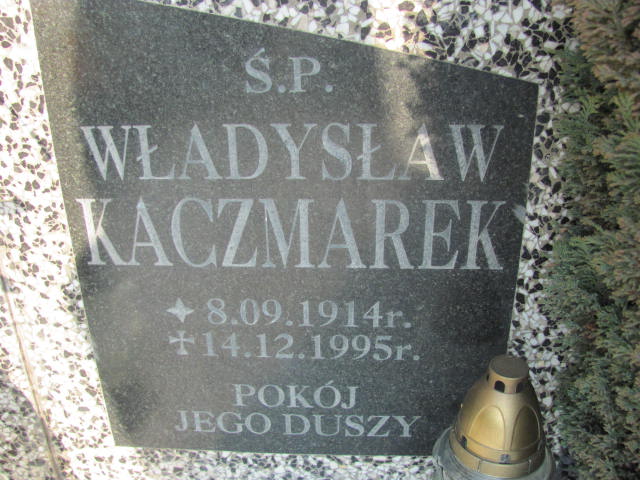 Ś.P.
WŁADYSŁAW
KACZMAREK
8.09.1914r.
14.12.1995r.
POKÓJ
JEGO DUSZY